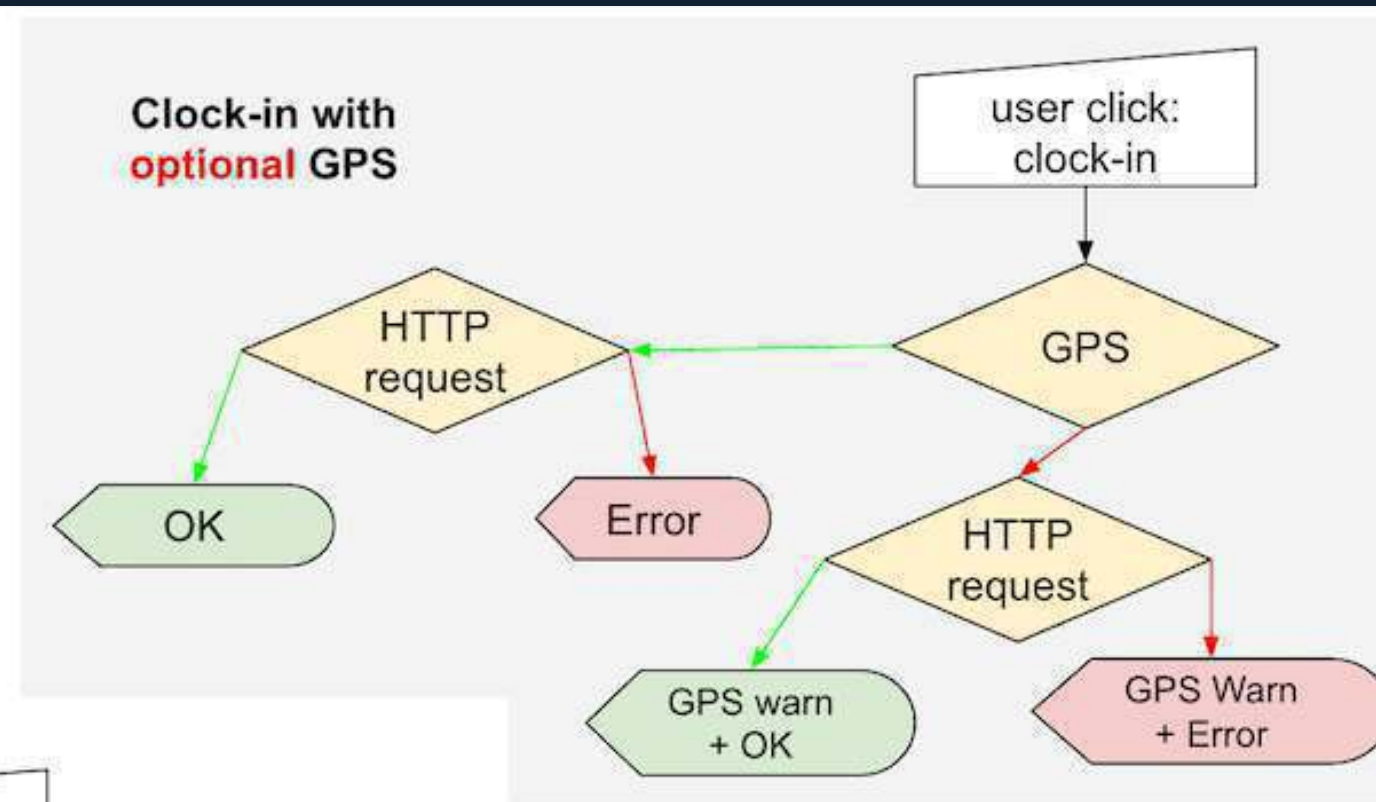 Clock-in with
optional GPS
user click:
clock-in
HTTP
request
GPS
OK
Error
HTTP
request
GPS warn
+ OK
GPS Warn
+ Error